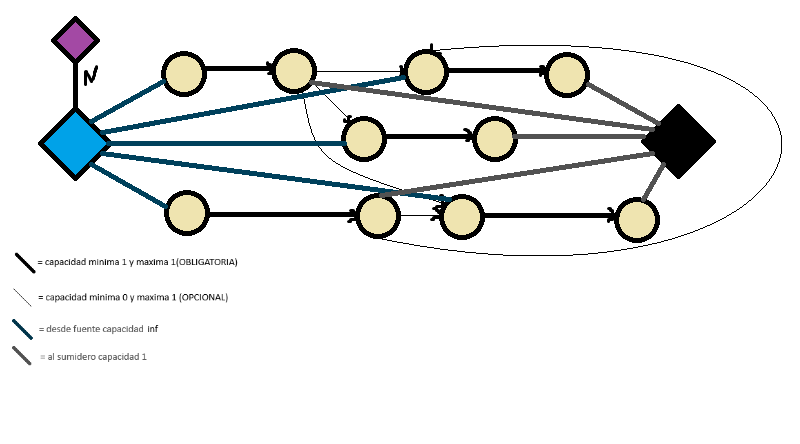 N
= capacidad minima 1 y maxima 1(OBLIGATORIA)
= capacidad minima 0 y maxima 1 (OPCIONAL)
= desde fuente capacidad inf
= al sumidero capacidad 1